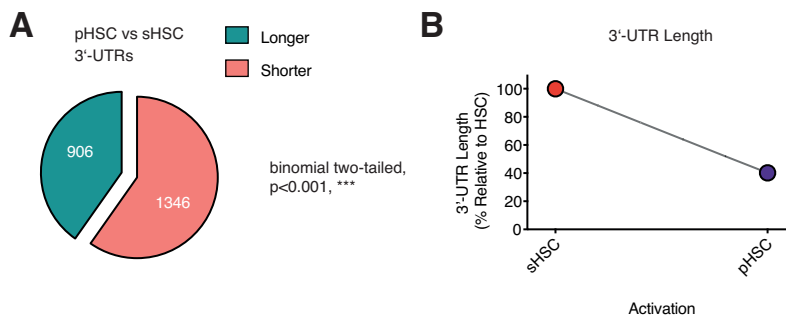 A
pHSC vs sHSC
3‘-UTRs
Longer
Shorter
906
1346
binomial two-tailed,
p<0.001, ***
B
3‘-UTR Length
3’-UTR Length
(% Relative to HSC)
100
80
60
40
20
0
sHSC
pHSC
Activation